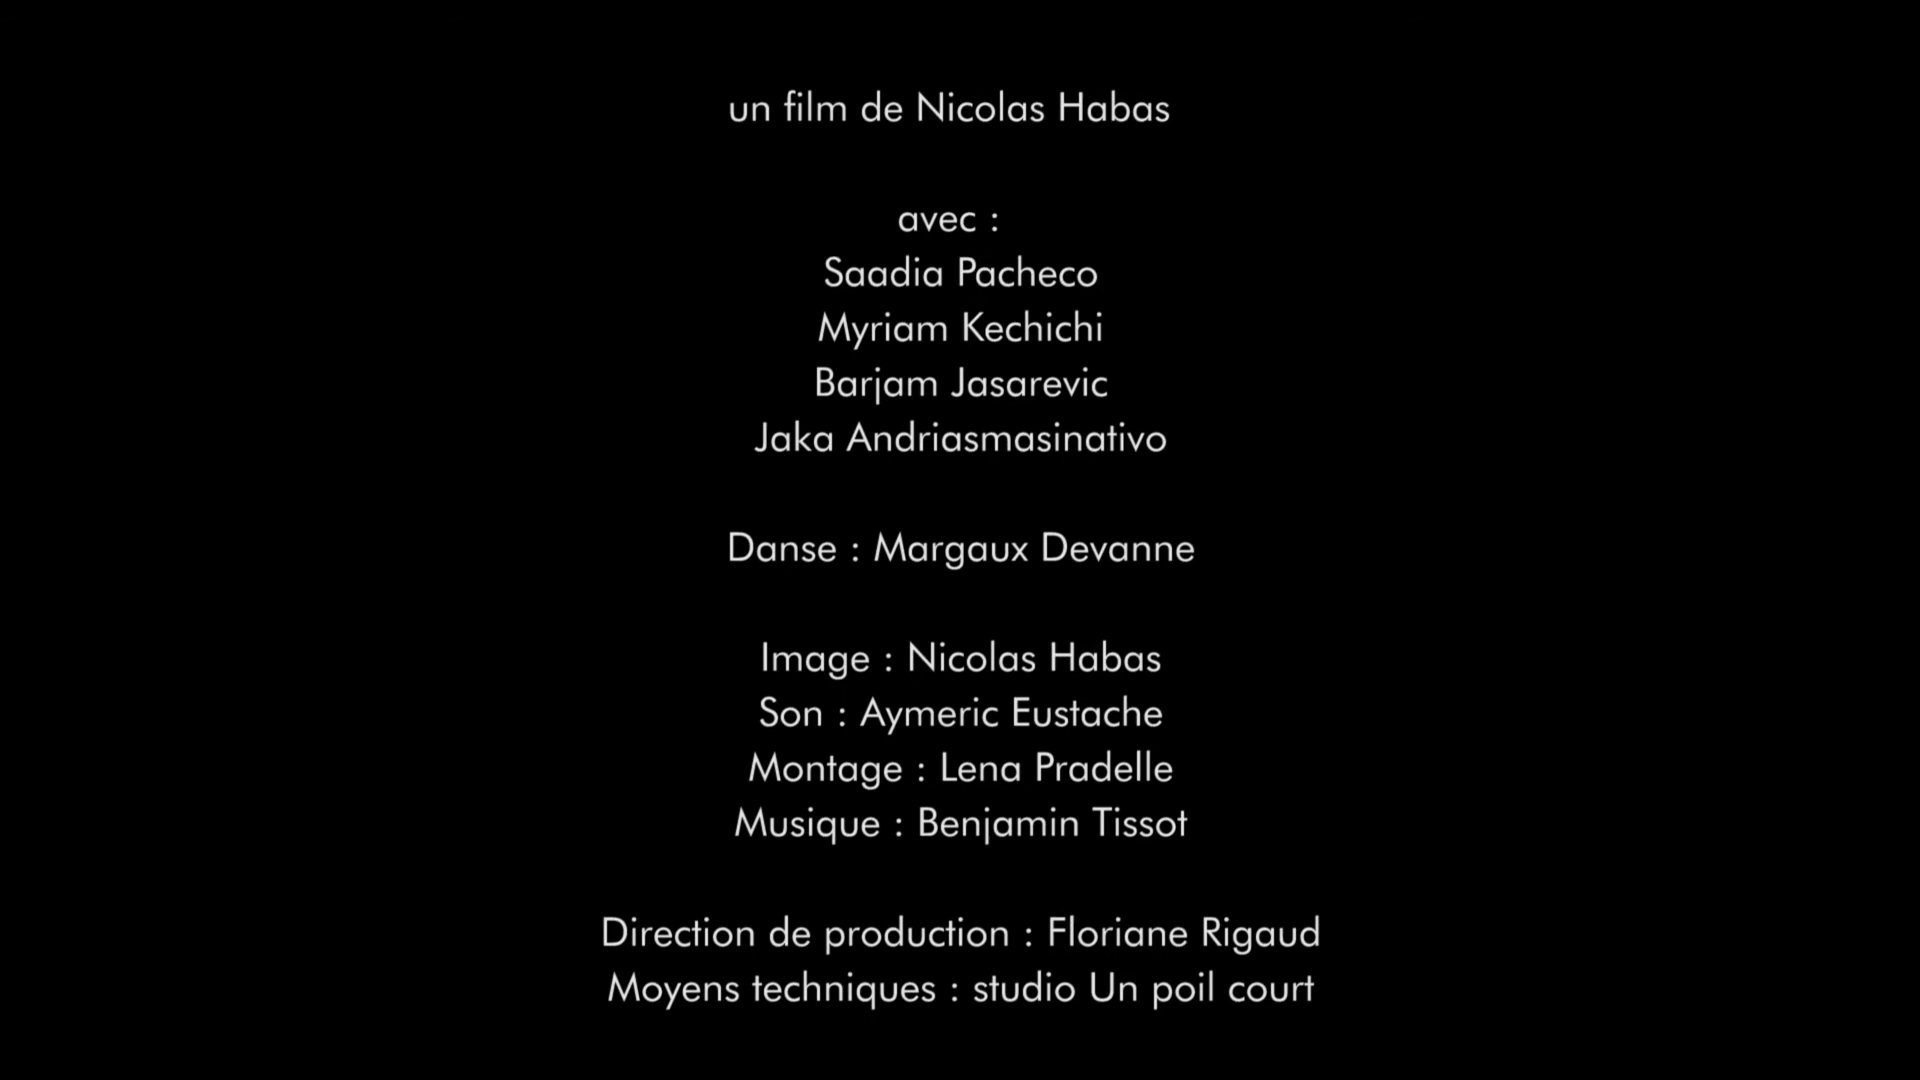 un film de Nicolas Habas
avec :
Saadia Pacheco
Myriam Kechichi
Barjam Jasarevic
Jaka Andriasmasinativo
Danse : Margaux Devanne
Image : Nicolas Habas
Son : Aymeric Eustache
Montage : Lena Pradelle
Musique : Benjamin Tissot
Direction de production : Floriane Rigaud
Moyens techniques : studio Un poil court